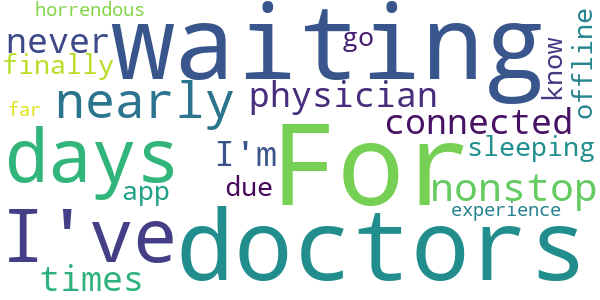 horrendous
never
waiting
go
know
offline
finally
far
nearly
physician
connected
days
I'm
For
sleeping
app
due
nonstop
I've
doctors
experience
times